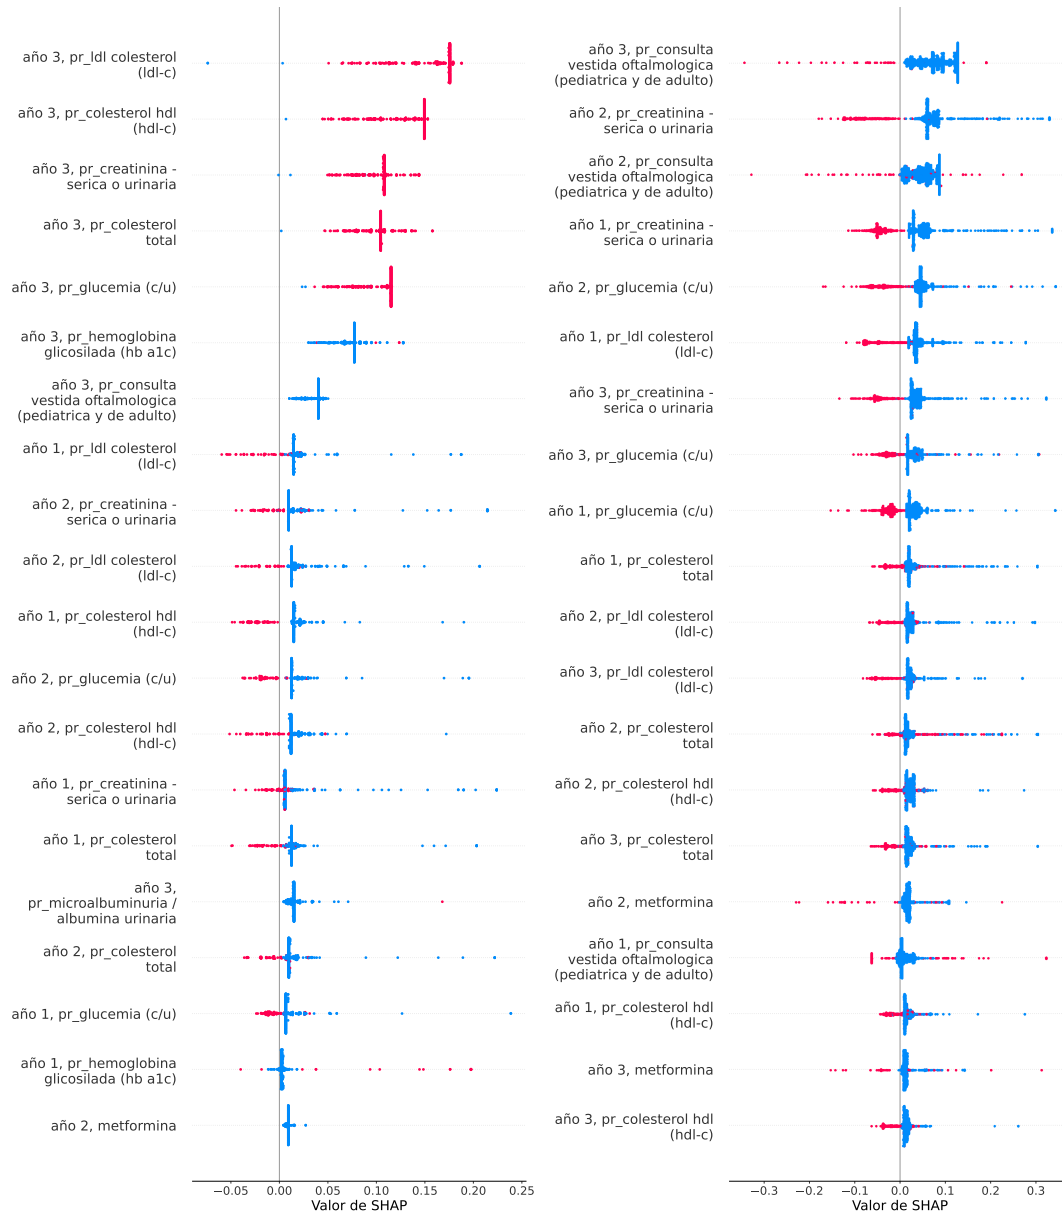 año 3, pr_ldl colesterol
(ldl-c)
año 3, pr_colesterol hdl
(hdl-c)
año 3, pr_creatinina -
serica o urinaria
año 3, pr_colesterol
total
año 3, pr_glucemia (c/u)
año 3, pr_hemoglobina
glicosilada (hb a1c)
año 3, pr_consulta
vestida oftalmologica
(pediatrica y de adulto)
año 1, pr_ldl colesterol
(ldl-c)
año 2, pr_creatinina -
serica o urinaria
año 2, pr_ldl colesterol
(ldl-c)
año 1, pr_colesterol hdl
(hdl-c)
año 2, pr_glucemia (c/u)
año 2, pr_colesterol hdl
(hdl-c)
año 1, pr_creatinina -
serica o urinaria
año 1, pr_colesterol
total
año 3,
pr_microalbuminuria /
albumina urinaria
año 2, pr_colesterol
total
año 1, pr_glucemia (c/u)
año 1, pr_hemoglobina
glicosilada (hb a1c)
año 2, metformina
−0.05 0.00 0.05 0.10 0.15 0.20 0.25
Valor de SHAP
año 3, pr_consulta
vestida oftalmologica
(pediatrica y de adulto)
año 2, pr_creatinina -
serica o urinaria
año 2, pr_consulta
vestida oftalmologica
(pediatrica y de adulto)
año 1, pr_creatinina -
serica o urinaria
año 2, pr_glucemia (c/u)
año 1, pr_ldl colesterol
(ldl-c)
año 3, pr_creatinina -
serica o urinaria
año 3, pr_glucemia (c/u)
año 1, pr_glucemia (c/u)
año 1, pr_colesterol
total
año 2, pr_ldl colesterol
(ldl-c)
año 3, pr_ldl colesterol
(ldl-c)
año 2, pr_colesterol
total
año 2, pr_colesterol hdl
(hdl-c)
año 3, pr_colesterol
total
año 2, metformina
año 1, pr_consulta
vestida oftalmologica
(pediatrica y de adulto)
año 1, pr_colesterol hdl
(hdl-c)
año 3, metformina
año 3, pr_colesterol hdl
(hdl-c)
−0.3 −0.2 −0.1 0.0 0.1 0.2 0.3
Valor de SHAP